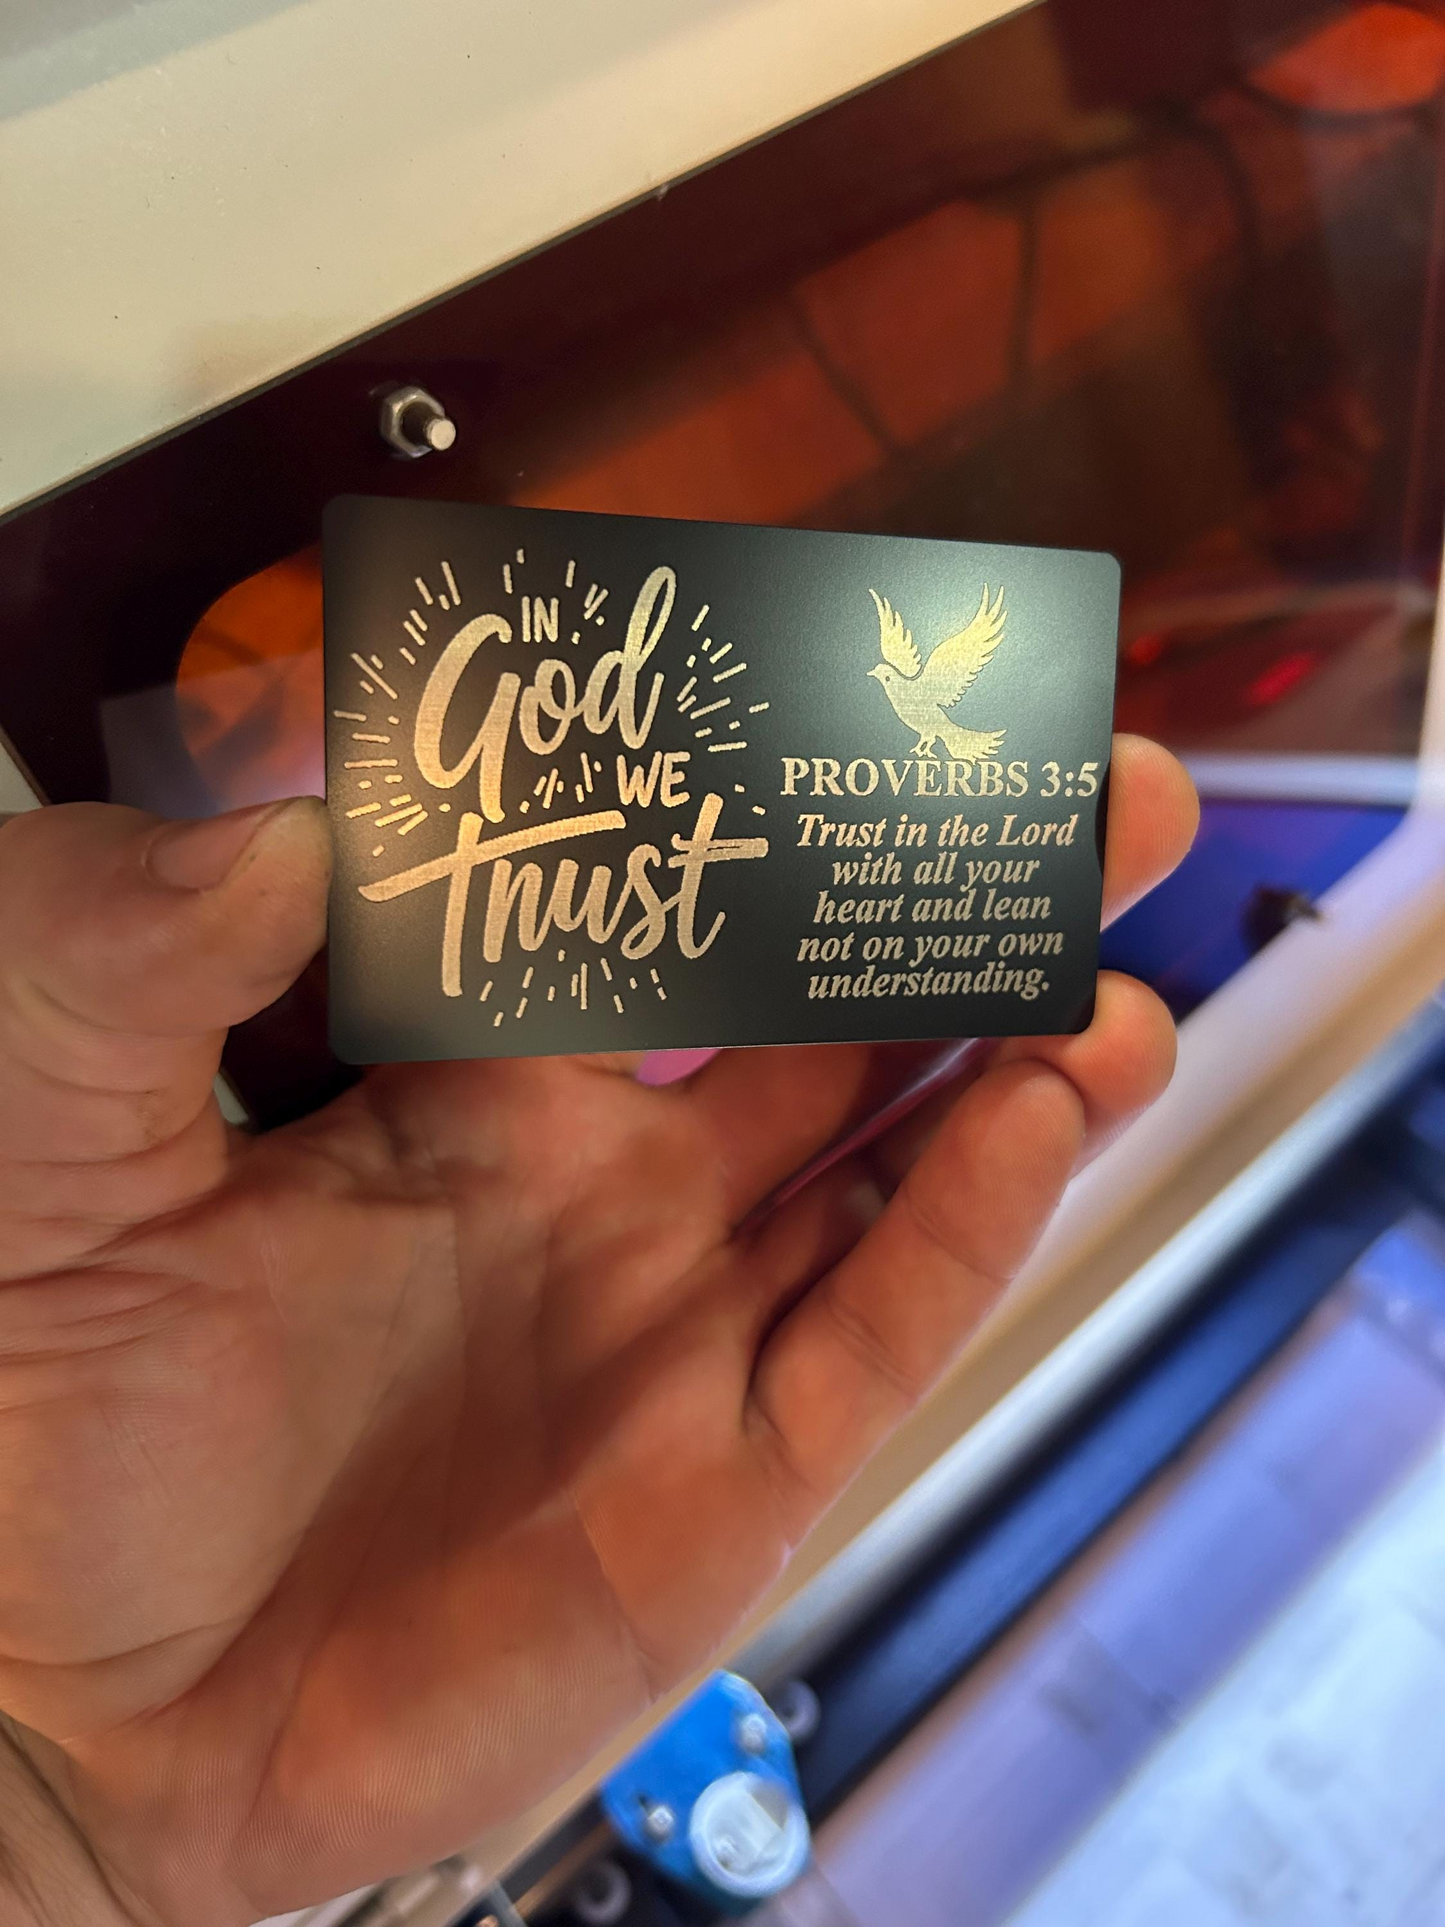 IN
God
WE
Trust
PROVERBS 3:5
Trust in the Lord
with all your
heart and lean
not on your own
understanding.